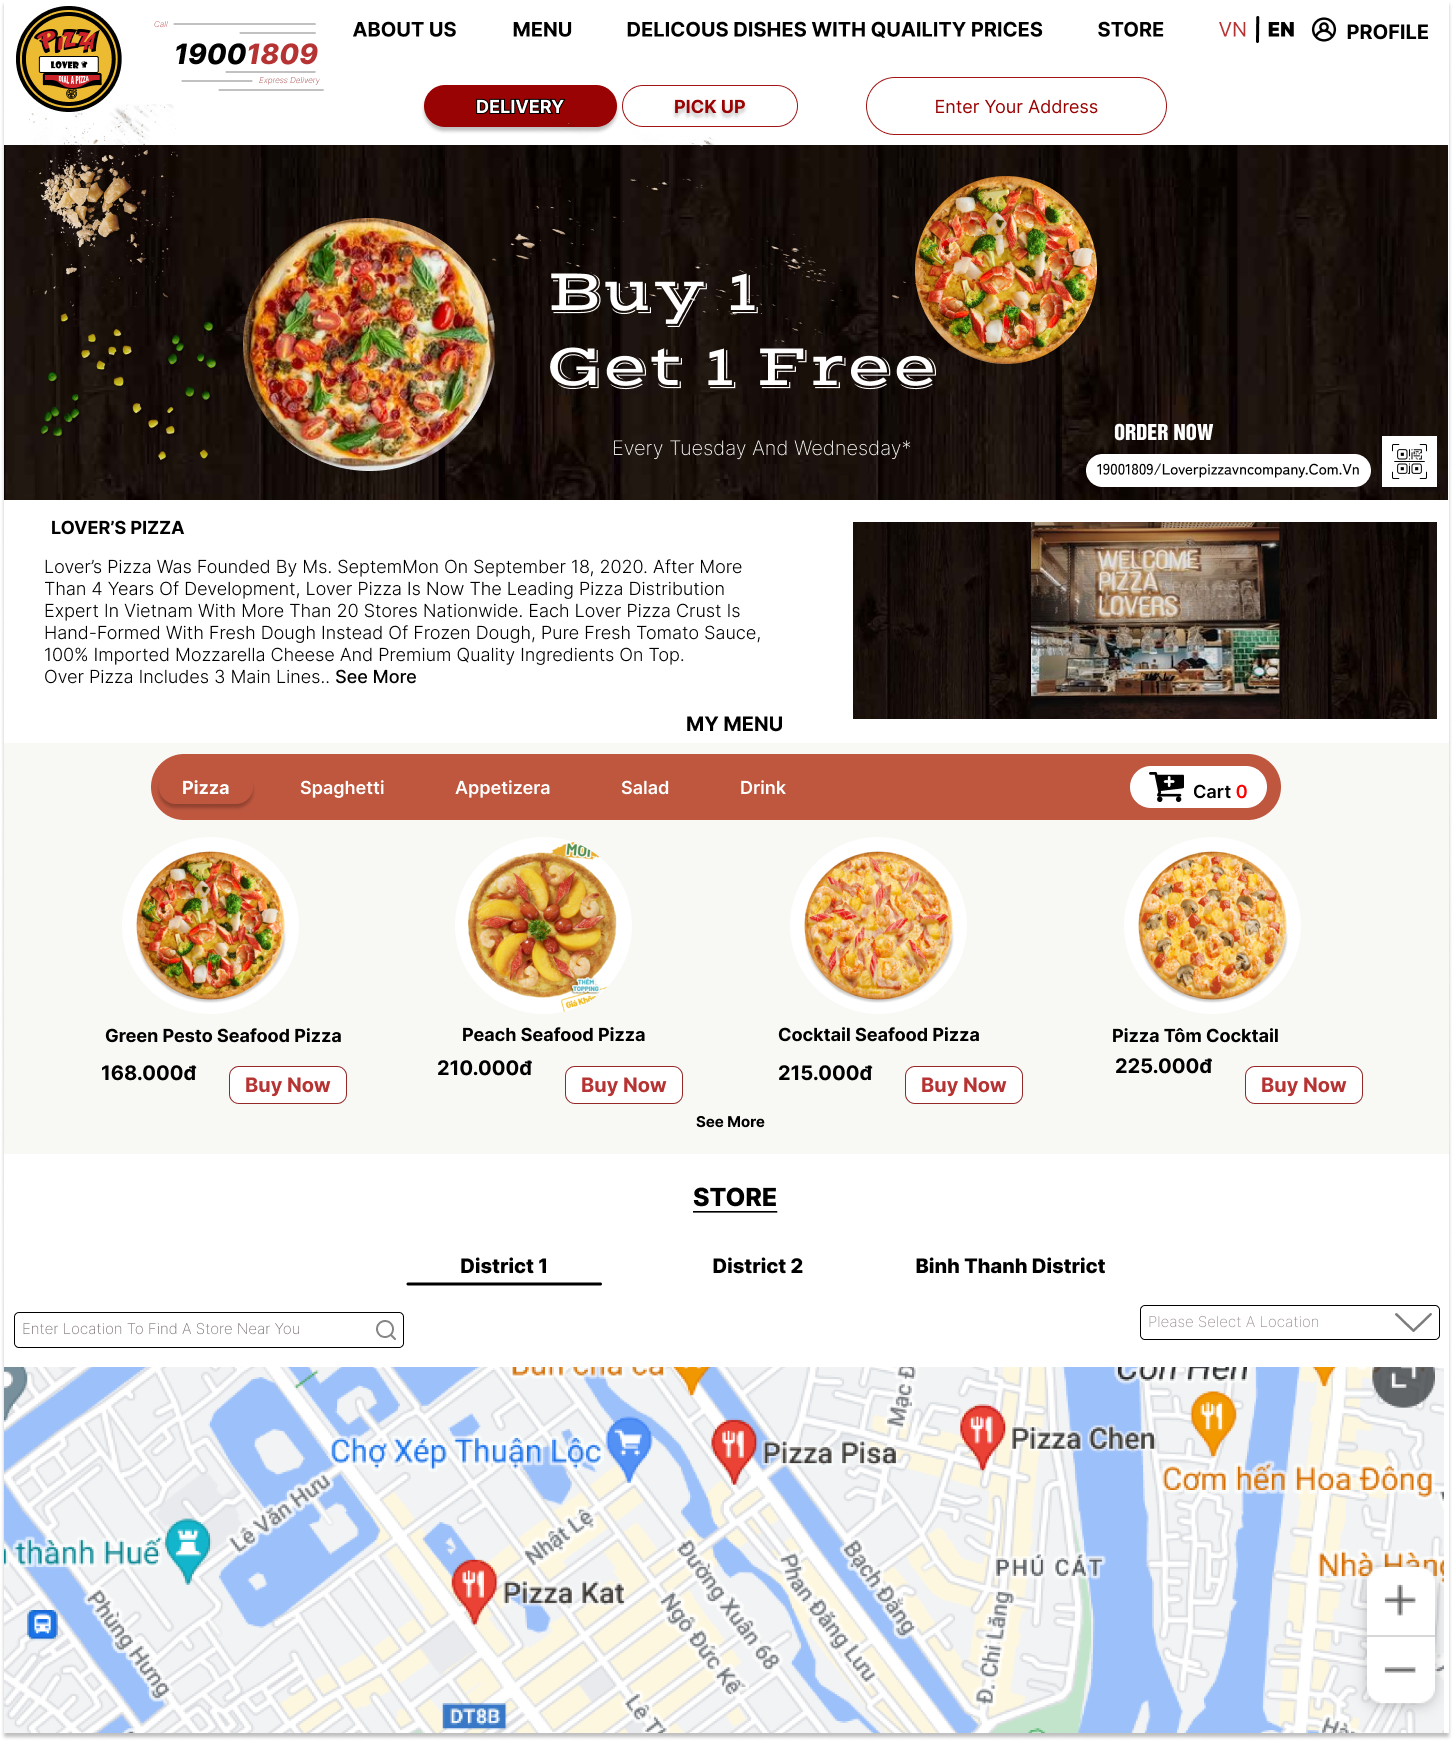 PIZZA
LOVER
DIAL A PIZZA
Call
19001809
Express Delivery
ABOUT US
MENU
DELICOUS DISHES WITH QUAILITY PRICES
STORE
VN | EN
PROFILE
DELIVERY
PICK UP
Enter Your Address
Buy 1
Get 1 Free
Every Tuesday And Wednesday*
ORDER NOW
19001809/Loverpizzavncompany.Com.Vn
LOVER'S PIZZA
Lover's Pizza Was Founded By Ms. SeptemMon On September 18, 2020. After More
Than 4 Years Of Development, Lover Pizza Is Now The Leading Pizza Distribution
Expert In Vietnam With More Than 20 Stores Nationwide. Each Lover Pizza Crust Is
Hand-Formed With Fresh Dough Instead Of Frozen Dough, Pure Fresh Tomato Sauce,
100% Imported Mozzarella Cheese And Premium Quality Ingredients On Top.
Over Pizza Includes 3 Main Lines.. See More
WELCOME
PIZZA
LOVERS
MY MENU
Pizza
Spaghetti
Appetizera
Salad
Drink
Cart 0
MỚI
THÊM
TOPPING
Green Pesto Seafood Pizza
168.000đ
Buy Now
Peach Seafood Pizza
210.000đ
Buy Now
Cocktail Seafood Pizza
215.000đ
Buy Now
Pizza Tôm Cocktail
225.000đ
Buy Now
See More
STORE
District 1
District 2
Binh Thanh District
Enter Location To Find A Store Near You
Please Select A Location
Mạc Đ
Chợ Xép Thuận Lộc
Pizza Pisa
Pizza Chen
Cơm hến Hoa Đông
Lê Văn Hưu
Nhật Lệ
thành Huế
Pizza Kat
Phùng Hưng
Đường Xuân 68
Ngô Đức Kế
Phan Đăng Lưu
Bạch Đằng
PHÚ CÁT
Đ. Chi Lăng
Nhà Hàng
DT8B